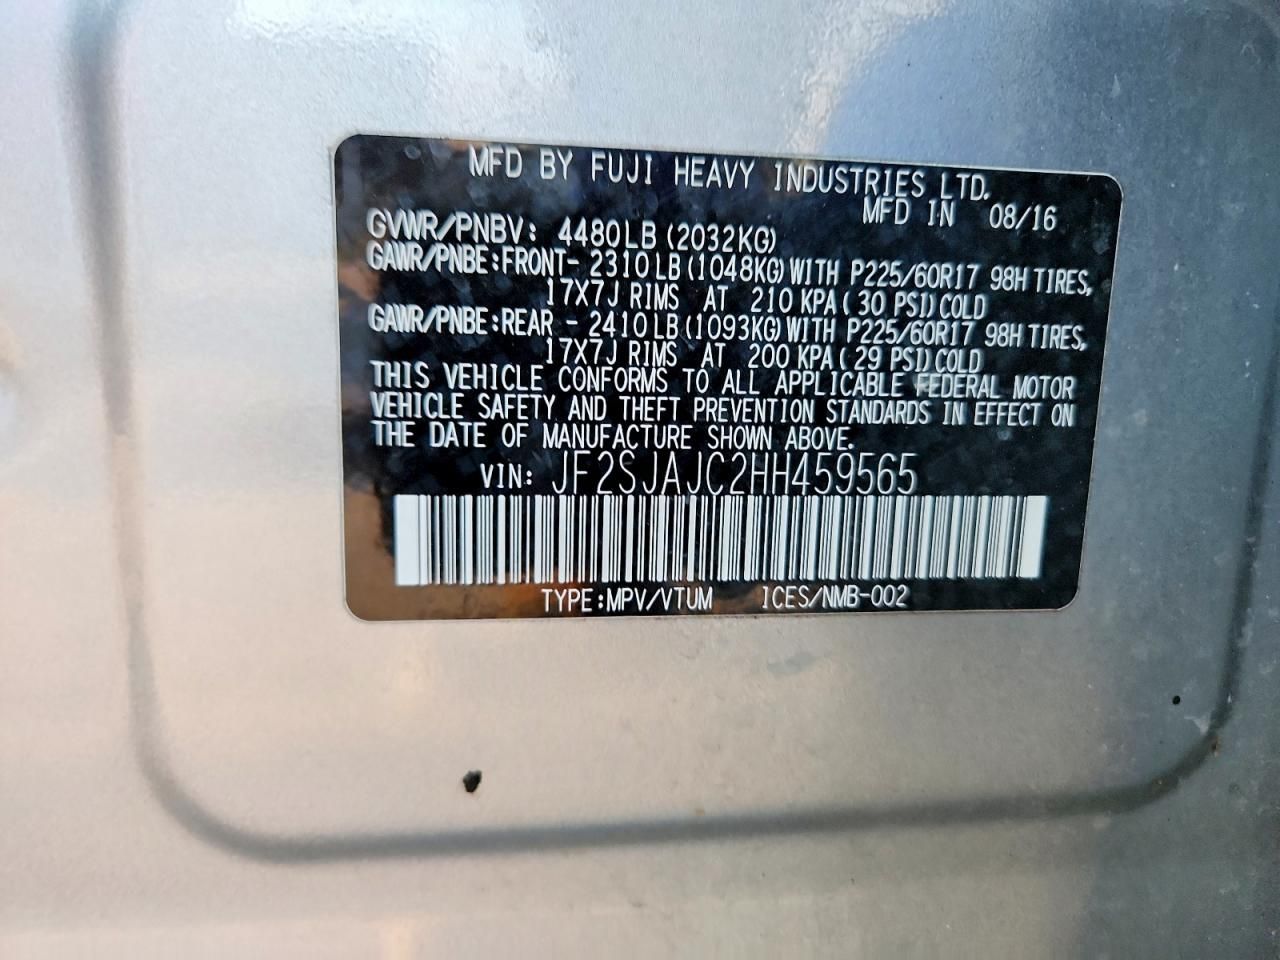 MFD BY FUJI HEAVY INDUSTRIES LTD.
MFD IN 08/16
GVWR/PNBV: 4480LB (2032KG)
GAWR/PNBE:FRONT- 2310LB(1048KG)WITH P225/60R17 98H TIRES,
17X7J RIMS AT 210 KPA(30 PSI)COLD
GAWR/PNBE:REAR - 2410LB(1093KG)WITH P225/60R17 98H TIRES,
17X7J RIMS AT 200 KPA(29 PSI)COLD
THIS VEHICLE CONFORMS TO ALL APPLICABLE FEDERAL MOTOR
VEHICLE SAFETY AND THEFT PREVENTION STANDARDS IN EFFECT ON
THE DATE OF MANUFACTURE SHOWN ABOVE.
VIN: JF2SJAJC2HH459565
TYPE:MPV/VTUM ICES/NMB-002